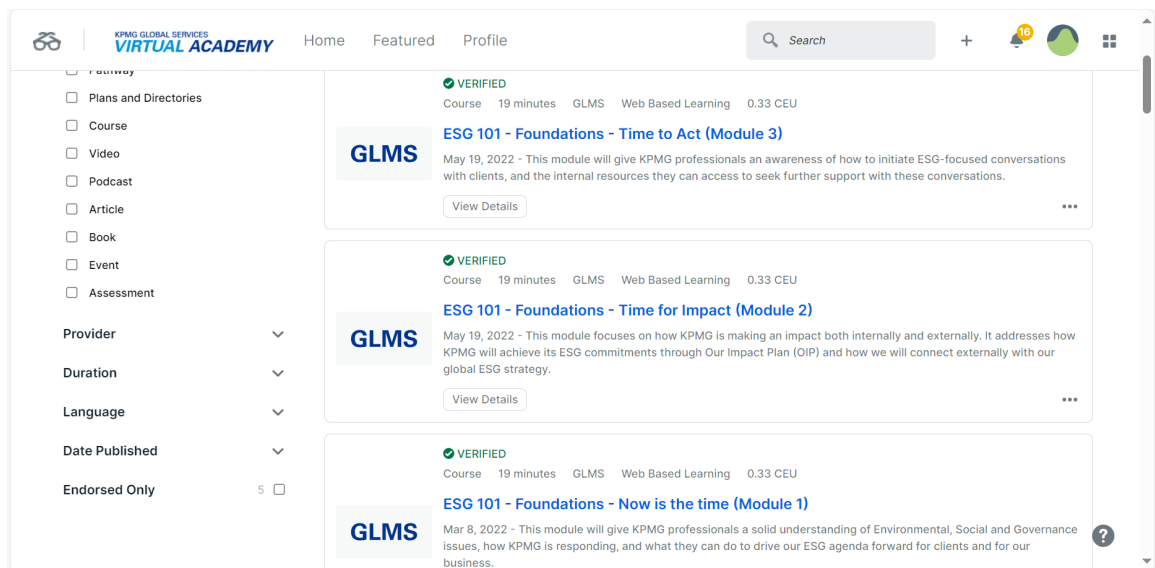 KPMG GLOBAL SERVICES
VIRTUAL ACADEMY
Home
Featured
Profile
Search
16
Pathway
Plans and Directories
Course
Video
Podcast
Article
Book
Event
Assessment
Provider
Duration
Language
Date Published
Endorsed Only 5
VERIFIED
Course 19 minutes GLMS Web Based Learning 0.33 CEU
GLMS
ESG 101 - Foundations - Time to Act (Module 3)
May 19, 2022 - This module will give KPMG professionals an awareness of how to initiate ESG-focused conversations
with clients, and the internal resources they can access to seek further support with these conversations.
View Details
VERIFIED
Course 19 minutes GLMS Web Based Learning 0.33 CEU
GLMS
ESG 101 - Foundations - Time for Impact (Module 2)
May 19, 2022 - This module focuses on how KPMG is making an impact both internally and externally. It addresses how
KPMG will achieve its ESG commitments through Our Impact Plan (OIP) and how we will connect externally with our
global ESG strategy.
View Details
VERIFIED
Course 19 minutes GLMS Web Based Learning 0.33 CEU
GLMS
ESG 101 - Foundations - Now is the time (Module 1)
Mar 8, 2022 - This module will give KPMG professionals a solid understanding of Environmental, Social and Governance
issues, how KPMG is responding, and what they can do to drive our ESG agenda forward for clients and for our
business.
?